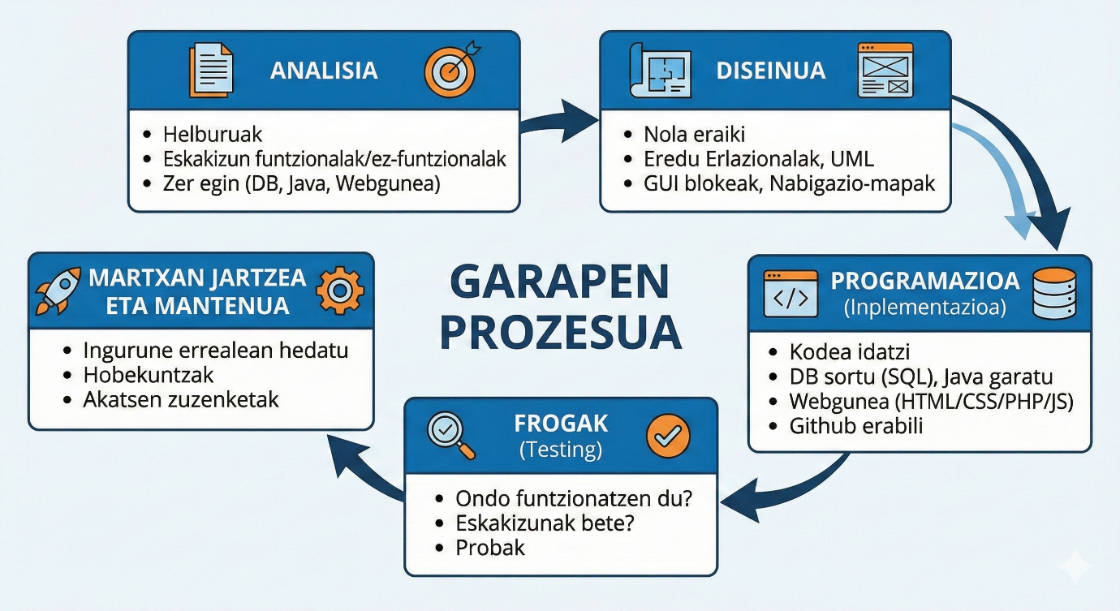 ANALISIA
• Helburuak
• Eskakizun funtzionalak/ez-funtzionalak
• Zer egin (DB, Java, Webgunea)
DISEINUA
• Nola eraiki
• Eredu Erlazionalak, UML
• GUI blokeak, Nabigazio-mapak
GARAPEN
PROZESUA
PROGRAMAZIOA
(Inplementazioa)
</>
• Kodea idatzi
• DB sortu (SQL), Java garatu
• Webgunea (HTML/CSS/PHP/JS)
• Github erabili
FROGAK
(Testing)
• Ondo funtzionatzen du?
• Eskakizunak bete?
• Probak
MARTXAN JARTZEA
ETA MANTENUA
• Ingurune errealean hedatu
• Hobekuntzak
• Akatsen zuzenketak